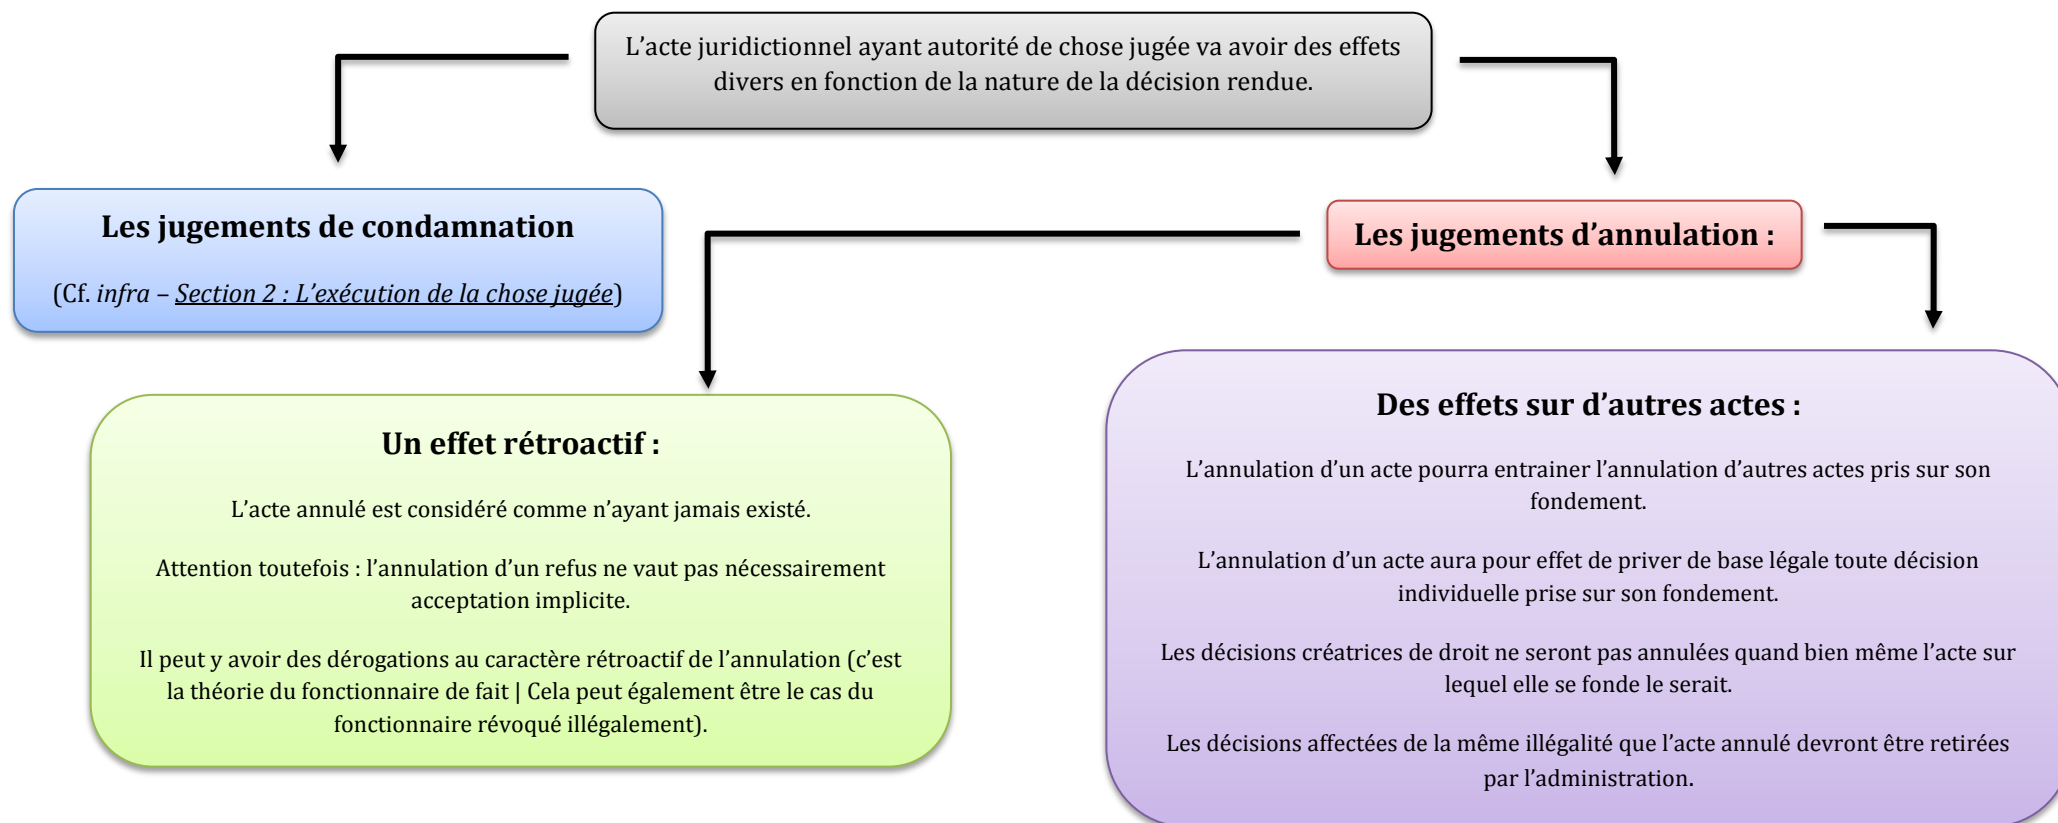 L’acte juridictionnel ayant autorité de chose jugée va avoir des effets
divers en fonction de la nature de la décision rendue.
Les jugements de condamnation
(Cf. infra – Section 2 : L’exécution de la chose jugée)
Les jugements d’annulation :
Un effet rétroactif :
L’acte annulé est considéré comme n’ayant jamais existé.
Attention toutefois : l’annulation d’un refus ne vaut pas nécessairement
acceptation implicite.
Il peut y avoir des dérogations au caractère rétroactif de l’annulation (c’est
la théorie du fonctionnaire de fait | Cela peut également être le cas du
fonctionnaire révoqué illégalement).
Des effets sur d’autres actes :
L’annulation d’un acte pourra entrainer l’annulation d’autres actes pris sur son
fondement.
L’annulation d’un acte aura pour effet de priver de base légale toute décision
individuelle prise sur son fondement.
Les décisions créatrices de droit ne seront pas annulées quand bien même l’acte sur
lequel elle se fonde le serait.
Les décisions affectées de la même illégalité que l’acte annulé devront être retirées
par l’administration.